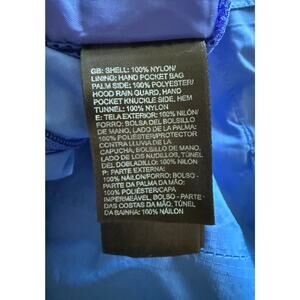 GB: SHELL: 100% NYLON/
LINING: HAND POCKET BAG
PALM SIDE: 100% POLYESTER/
HOOD RAIN GUARD, HAND
POCKET KNUCKLE SIDE, HEM
TUNNEL: 100% NYLON
E: TELA EXTERIOR: 100% NILÓN/
FORRO: BOLSA DEL BOLSILLO
DE MANO, LADO DE LA PALMA:
100% POLIÉSTER/PROTECTOR
CONTRA LLUVIA DE LA
CAPUCHA, BOLSILLO DE MANO,
LADO DE LOS NUDILLOS, TÚNEL
DEL DOBLADILLO: 100% NILÓN
P: PARTE EXTERNA:
100% NÁILON/FORRO: BOLSO -
PARTE DA PALMA DA MÃO:
100% POLIÉSTER/CAPA
IMPERMEÁVEL, BOLSO - PARTE
DAS COSTAS DA MÃO, TÚNEL
DA BAINHA: 100% NÁILON